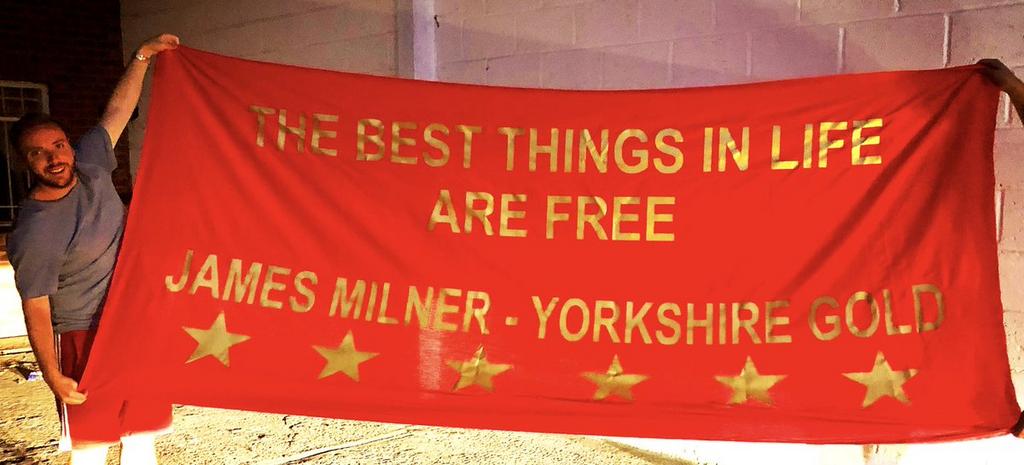 THE BEST THINGS IN LIFE
ARE FREE
JAMES MILNER - YORKSHIRE GOLD